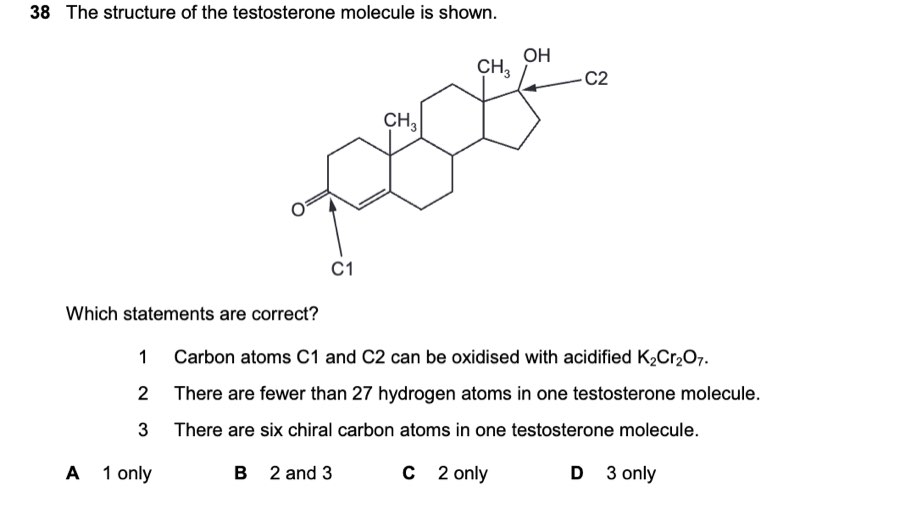 38 The structure of the testosterone molecule is shown.
OH
CH₃
C2
CH₃
O
C1
Which statements are correct?
1 Carbon atoms C1 and C2 can be oxidised with acidified K₂Cr₂O₇.
2 There are fewer than 27 hydrogen atoms in one testosterone molecule.
3 There are six chiral carbon atoms in one testosterone molecule.
A 1 only B 2 and 3 C 2 only D 3 only